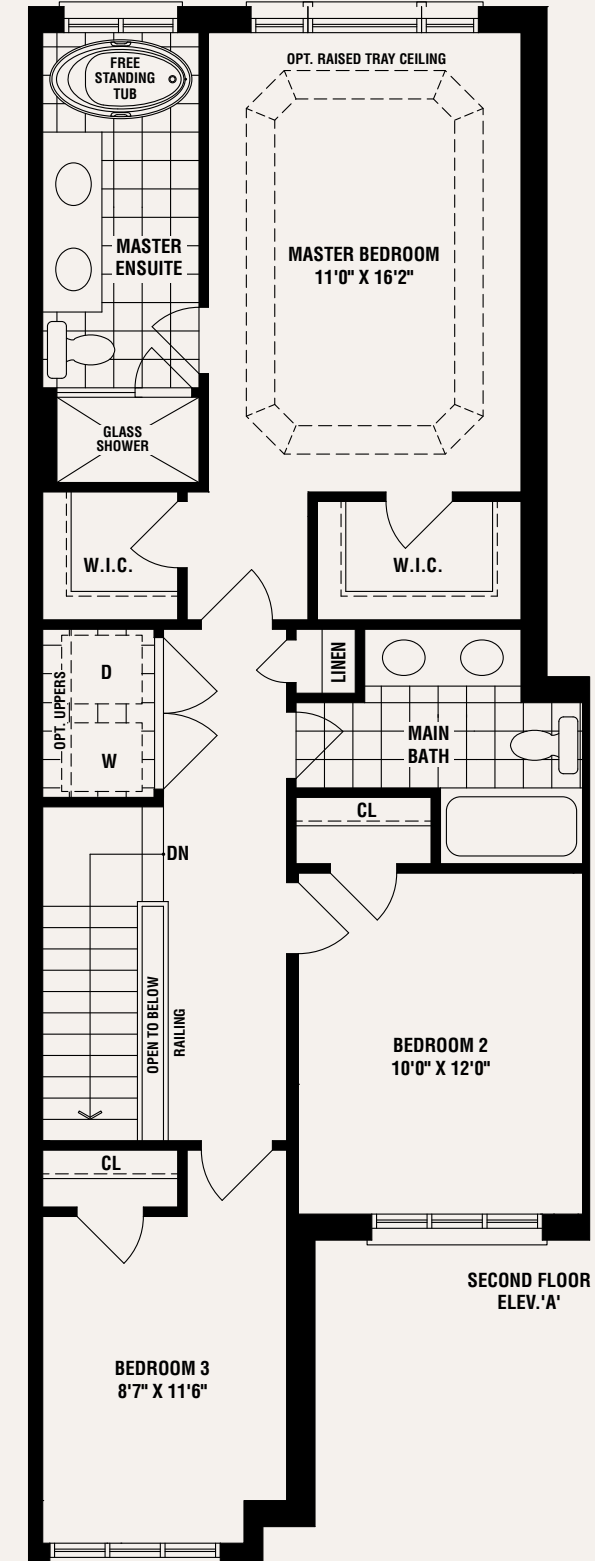 FREE
STANDING
TUB
OPT. RAISED TRAY CEILING
MASTER
ENSUITE
MASTER BEDROOM
11'0" X 16'2"
GLASS
SHOWER
W.I.C.
W.I.C.
OPT. UPPERS
D
W
LINEN
MAIN
BATH
CL
DN
OPEN TO BELOW
RAILING
BEDROOM 2
10'0" X 12'0"
CL
SECOND FLOOR
ELEV.'A'
BEDROOM 3
8'7" X 11'6"